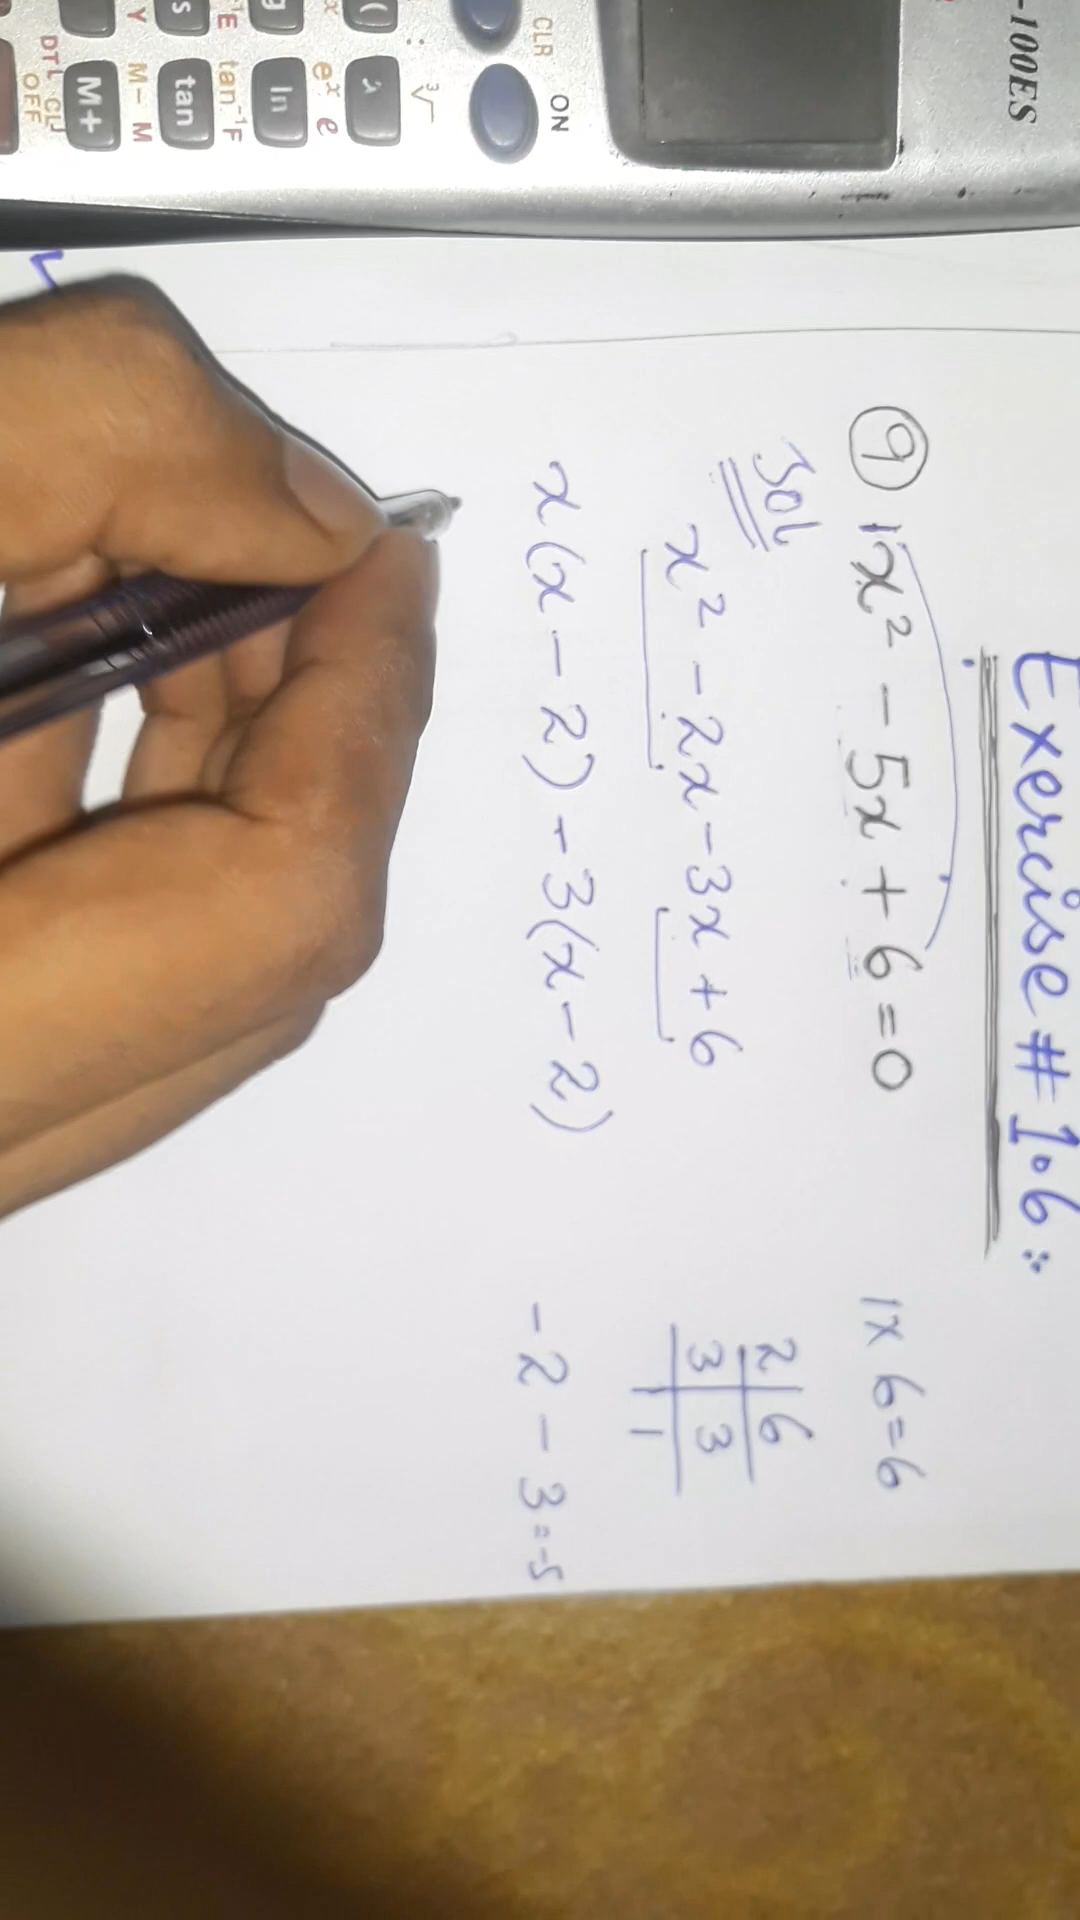 -100ES
CLR ON
3√
eˣ e
ln
tan⁻¹ F
tan
M- M
M+
DT CL
OFF
E
Y
S
Exercise # 1.6:
⑨ 1x² - 5x + 6 = 0
1 x 6 = 6
Sol
x² - 2x - 3x + 6
2 6
3 3
1
x(x - 2) - 3(x - 2)
-2 - 3 = -5